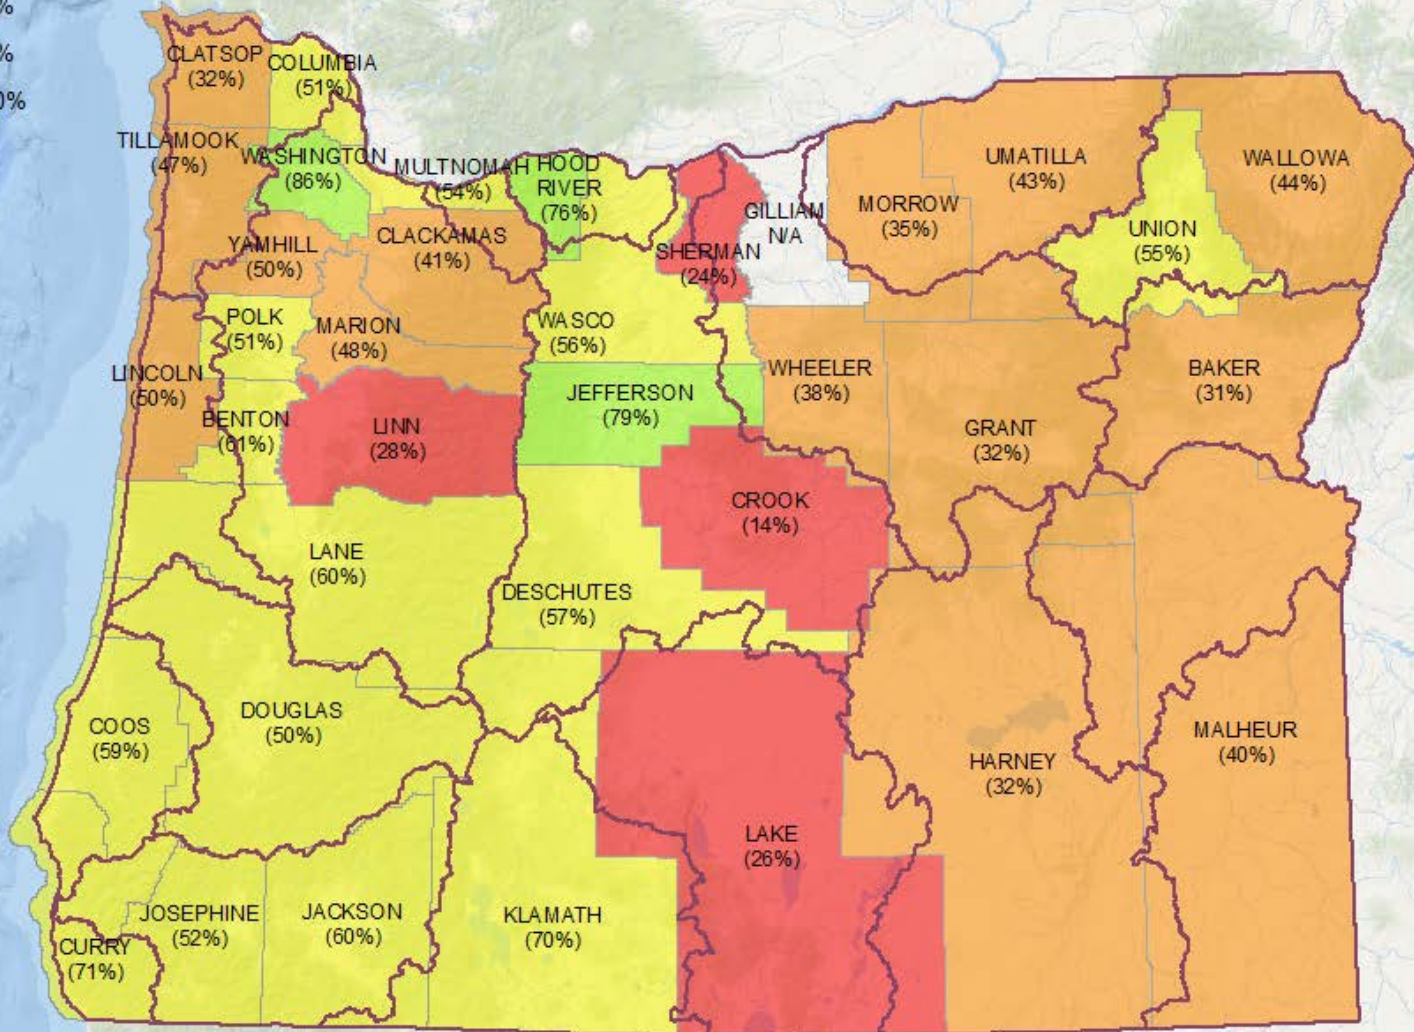 %
%
0%
CLATSOP
(32%)
COLUMBIA
(51%)
TILLAMOOK
(47%)
WASHINGTON
(86%)
MULTNOMAH
(54%)
HOOD
RIVER
(76%)
SHERMAN
(24%)
GILLIAM
N/A
MORROW
(35%)
UMATILLA
(43%)
UNION
(55%)
WALLOWA
(44%)
YAMHILL
(50%)
CLACKAMAS
(41%)
POLK
(51%)
MARION
(48%)
WASCO
(56%)
LINCOLN
(50%)
BENTON
(61%)
LINN
(28%)
JEFFERSON
(79%)
WHEELER
(38%)
GRANT
(32%)
BAKER
(31%)
CROOK
(14%)
LANE
(60%)
DESCHUTES
(57%)
COOS
(59%)
DOUGLAS
(50%)
HARNEY
(32%)
MALHEUR
(40%)
LAKE
(26%)
CURRY
(71%)
JOSEPHINE
(52%)
JACKSON
(60%)
KLAMATH
(70%)